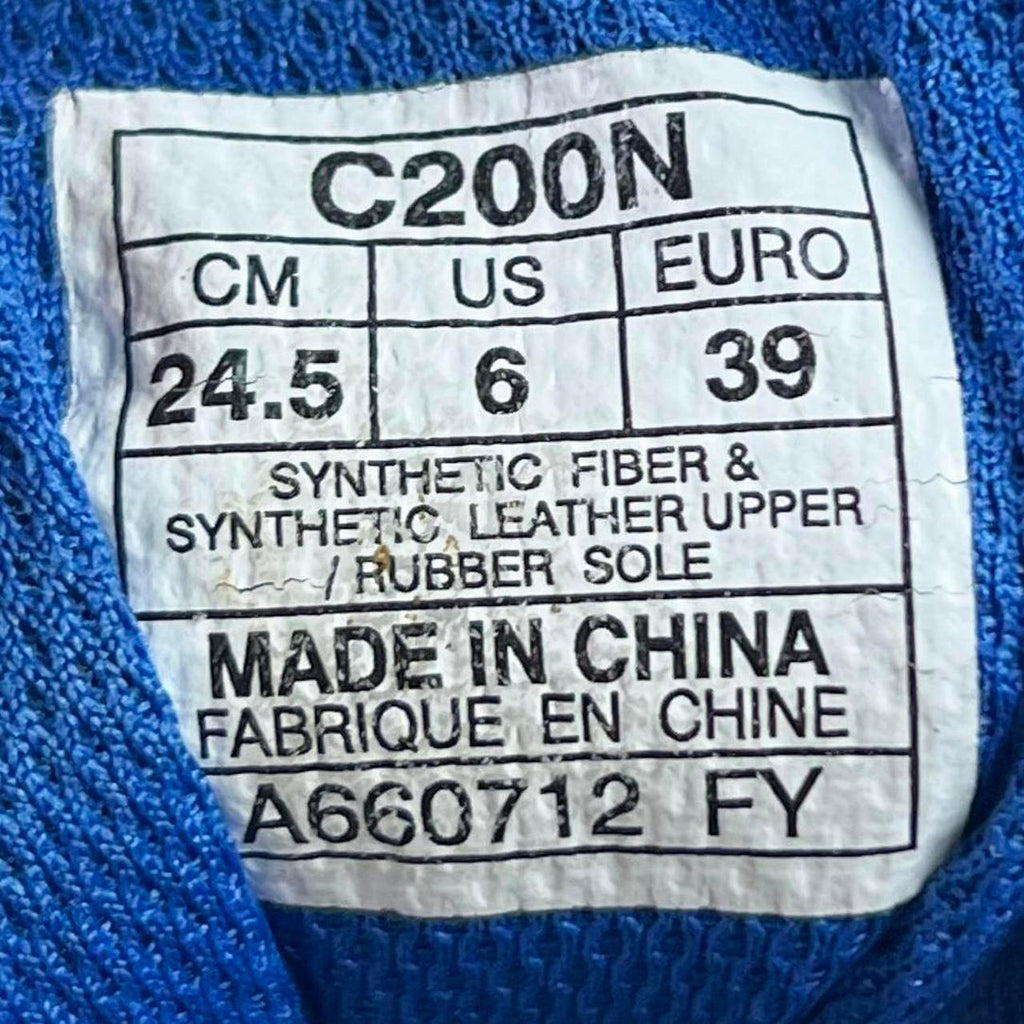 C200N
CM US EURO
24.5 6 39
SYNTHETIC FIBER &
SYNTHETIC LEATHER UPPER
/ RUBBER SOLE
MADE IN CHINA
FABRIQUE EN CHINE
A660712 FY